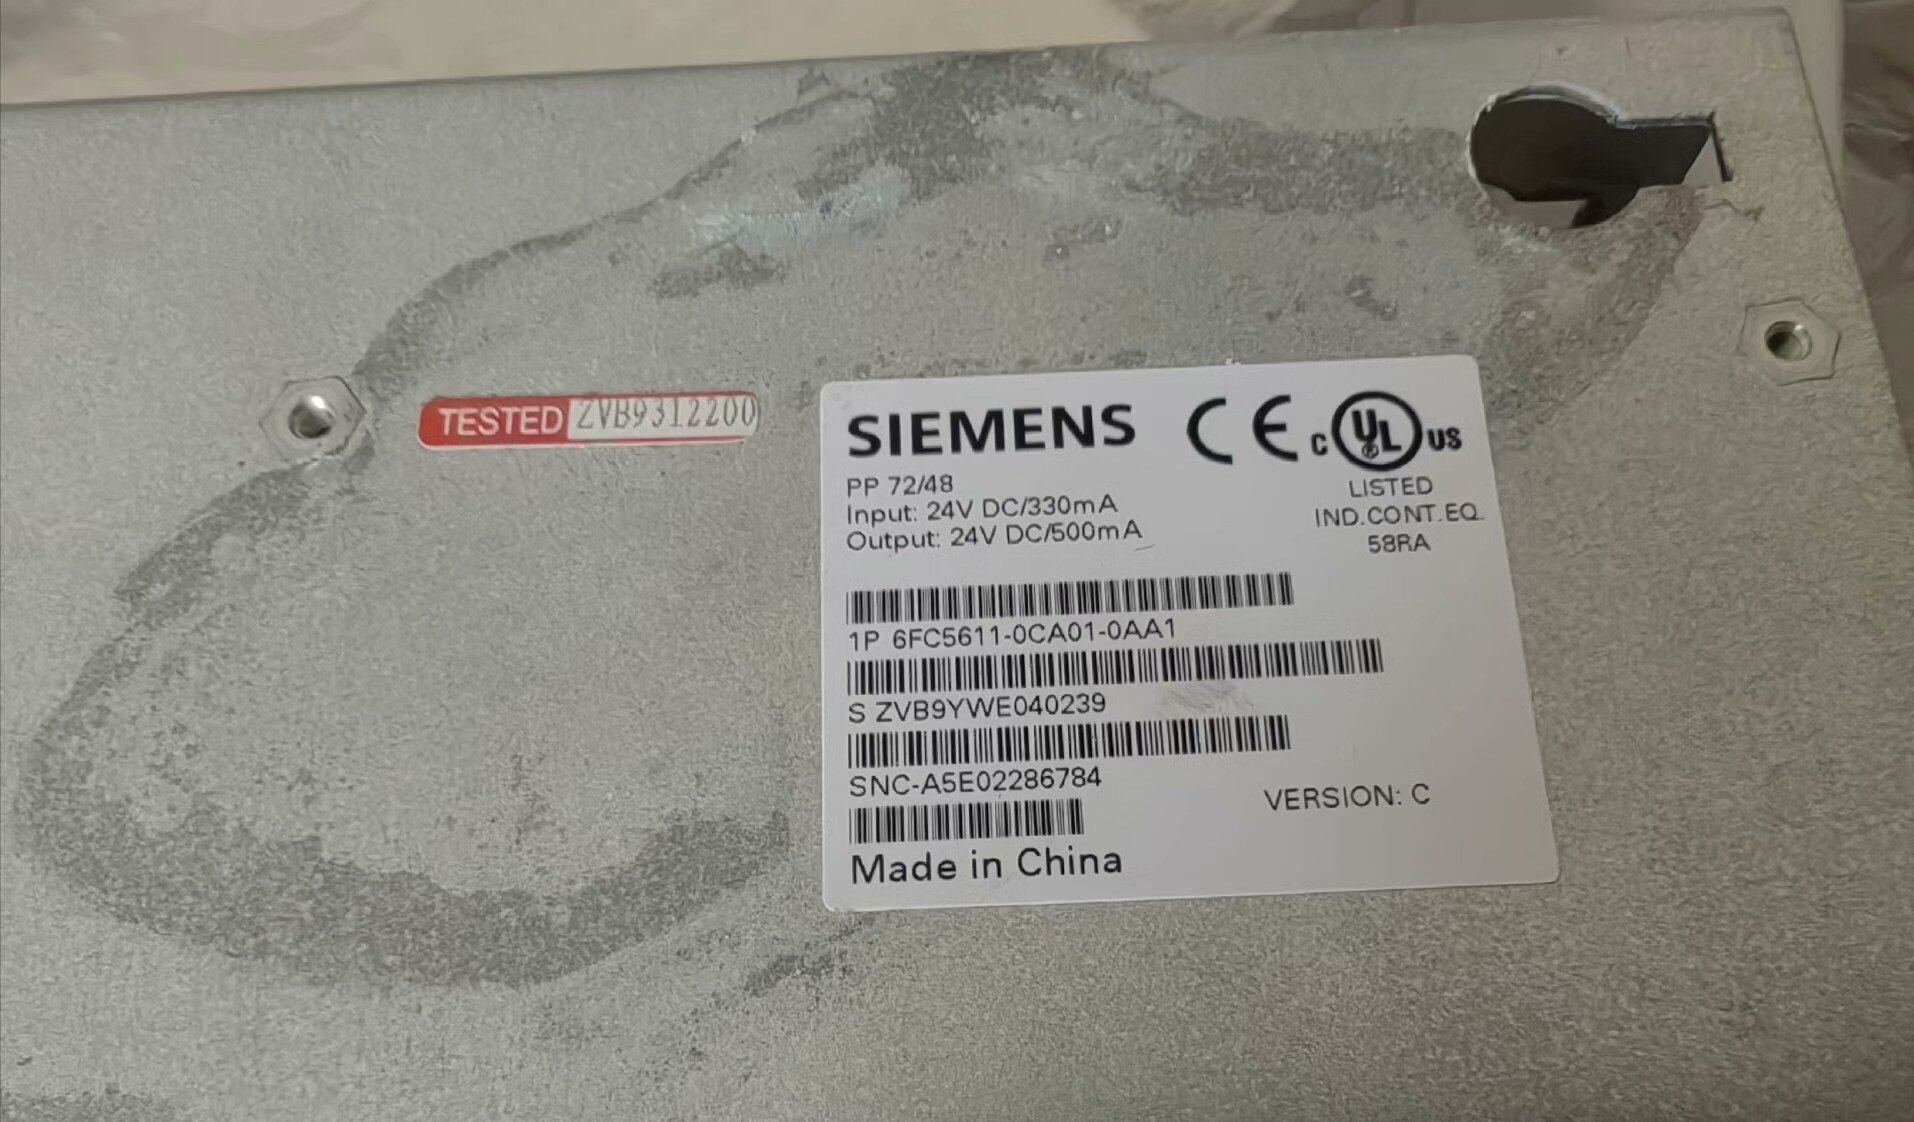 TESTED ZVB9312200
SIEMENS CE C UL US
PP 72/48
Input: 24V DC/330mA
Output: 24V DC/500mA
LISTED
IND.CONT.EQ.
58RA
1P 6FC5611-0CA01-0AA1
S ZVB9YWE040239
SNC-A5E02286784
VERSION: C
Made in China